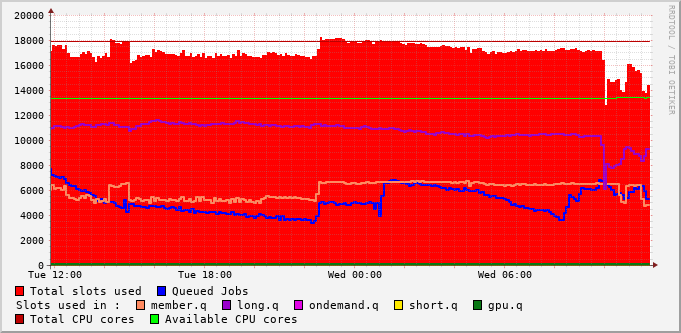 20000
18000
16000
14000
12000
10000
8000
6000
4000
2000
0
Tue 12:00 Tue 18:00 Wed 00:00 Wed 06:00
RRDTOOL / TOBI OETIKER
Total slots used Queued Jobs
Slots used in : member.q long.q ondemand.q short.q gpu.q
Total CPU cores Available CPU cores